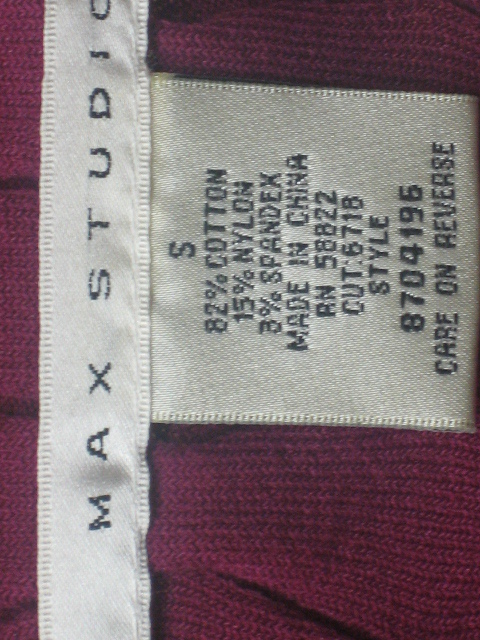 MAX STUDIO
S
82% COTTON
15% NYLON
3% SPANDEX
MADE IN CHINA
RN 58822
CUT:6718
STYLE
8704196
CARE ON REVERSE